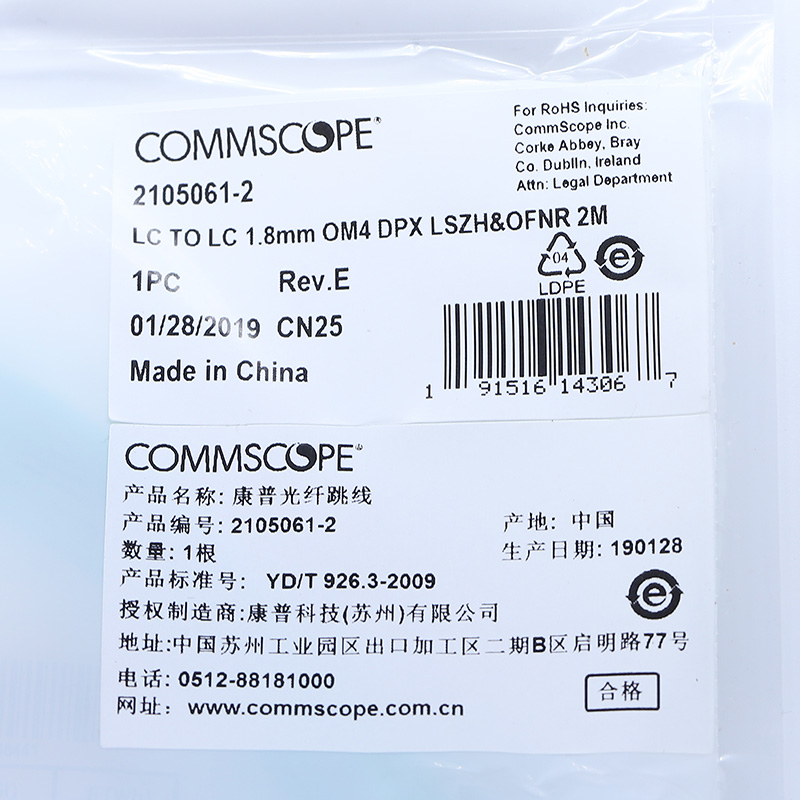 COMMSCOPE®
2105061-2
LC TO LC 1.8mm OM4 DPX LSZH&OFNR 2M
1PC Rev.E
01/28/2019 CN25
Made in China
For RoHS Inquiries:
CommScope Inc.
Corke Abbey, Bray
Co. Dublin, Ireland
Attn: Legal Department
04
LDPE
e
1 91516 14306 7
COMMSCOPE®
产品名称: 康普光纤跳线
产品编号: 2105061-2
产地: 中国
数量: 1根
生产日期: 190128
产品标准号: YD/T 926.3-2009
e
授权制造商:康普科技(苏州)有限公司
地址:中国苏州工业园区出口加工区二期B区启明路77号
电话: 0512-88181000
合格
网址: www.commscope.com.cn